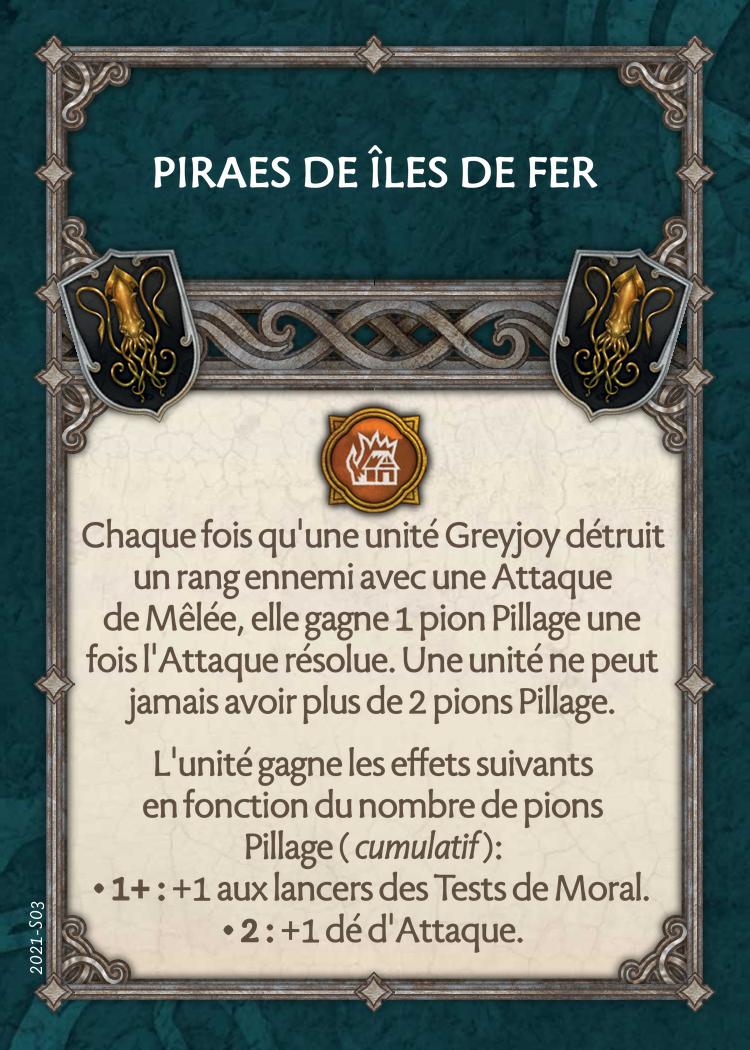 PIRAES DE ÎLES DE FER
Chaque fois qu'une unité Greyjoy détruit
un rang ennemi avec une Attaque
de Mêlée, elle gagne 1 pion Pillage une
fois l'Attaque résolue. Une unité ne peut
jamais avoir plus de 2 pions Pillage.
L'unité gagne les effets suivants
en fonction du nombre de pions
Pillage ( cumulatif ):
• 1+ : +1 aux lancers des Tests de Moral.
• 2 : +1 dé d'Attaque.
2021-S03